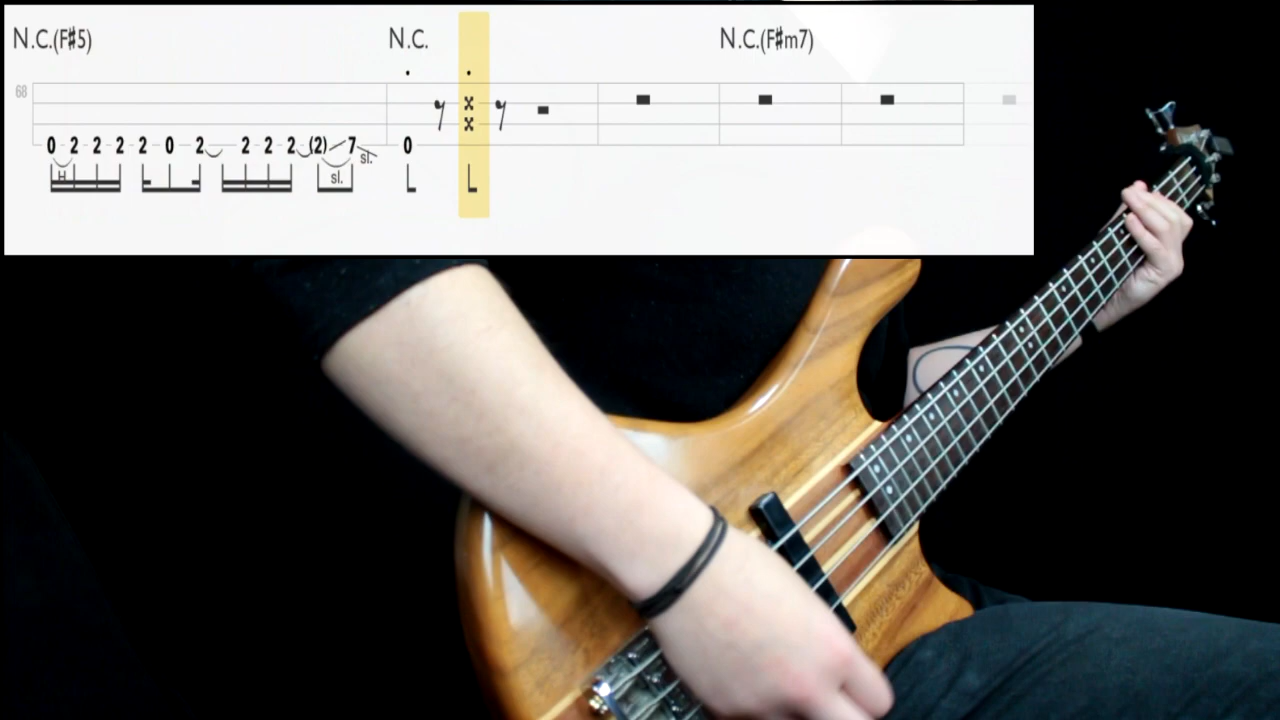 N.C.(F#5) N.C. N.C.(F#m7)
68
x
x
0 2 2 2 2 0 2 2 2 2 (2) 7 0
H sl. sl.